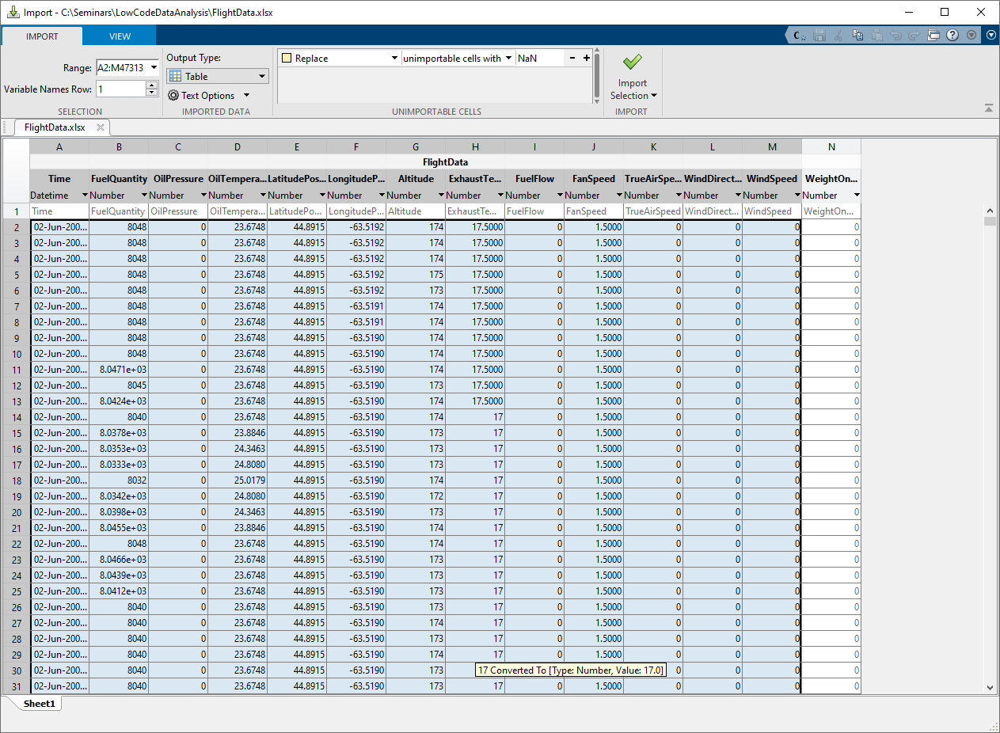 Import - C:\Seminars\LowCodeDataAnalysis\FlightData.xlsx
IMPORT VIEW
Range: A2:M47313
Variable Names Row: 1
SELECTION
Output Type:
Table
Text Options
IMPORTED DATA
Replace unimportable cells with NaN - +
UNIMPORTABLE CELLS
Import
Selection
IMPORT
FlightData.xlsx
A B C D E F G H I J K L M N
FlightData
Time FuelQuantity OilPressure OilTempera... LatitudePos... LongitudeP... Altitude ExhaustTe... FuelFlow FanSpeed TrueAirSpe... WindDirect... WindSpeed WeightOn...
Datetime Number Number Number Number Number Number Number Number Number Number Number Number Number
1 Time FuelQuantity OilPressure OilTempera... LatitudePo... LongitudeP... Altitude ExhaustTe... FuelFlow FanSpeed TrueAirSpeed WindDirect... WindSpeed WeightOn...
2 02-Jun-200... 8048 0 23.6748 44.8915 -63.5192 174 17.5000 0 1.5000 0 0 0 0
3 02-Jun-200... 8048 0 23.6748 44.8915 -63.5192 174 17.5000 0 1.5000 0 0 0 0
4 02-Jun-200... 8048 0 23.6748 44.8915 -63.5192 174 17.5000 0 1.5000 0 0 0 0
5 02-Jun-200... 8048 0 23.6748 44.8915 -63.5192 175 17.5000 0 1.5000 0 0 0 0
6 02-Jun-200... 8048 0 23.6748 44.8915 -63.5192 173 17.5000 0 1.5000 0 0 0 0
7 02-Jun-200... 8048 0 23.6748 44.8915 -63.5191 174 17.5000 0 1.5000 0 0 0 0
8 02-Jun-200... 8048 0 23.6748 44.8915 -63.5191 174 17.5000 0 1.5000 0 0 0 0
9 02-Jun-200... 8048 0 23.6748 44.8915 -63.5190 174 17.5000 0 1.5000 0 0 0 0
10 02-Jun-200... 8048 0 23.6748 44.8915 -63.5190 174 17.5000 0 1.5000 0 0 0 0
11 02-Jun-200... 8.0471e+03 0 23.6748 44.8915 -63.5190 174 17.5000 0 1.5000 0 0 0 0
12 02-Jun-200... 8045 0 23.6748 44.8915 -63.5190 173 17.5000 0 1.5000 0 0 0 0
13 02-Jun-200... 8.0424e+03 0 23.6748 44.8915 -63.5190 174 17.5000 0 1.5000 0 0 0 0
14 02-Jun-200... 8040 0 23.6748 44.8915 -63.5190 174 17 0 1.5000 0 0 0 0
15 02-Jun-200... 8.0378e+03 0 23.8846 44.8915 -63.5190 173 17 0 1.5000 0 0 0 0
16 02-Jun-200... 8.0353e+03 0 24.3463 44.8915 -63.5190 173 17 0 1.5000 0 0 0 0
17 02-Jun-200... 8.0333e+03 0 24.8080 44.8915 -63.5190 173 17 0 1.5000 0 0 0 0
18 02-Jun-200... 8032 0 25.0179 44.8915 -63.5190 174 17 0 1.5000 0 0 0 0
19 02-Jun-200... 8.0342e+03 0 24.8080 44.8915 -63.5190 172 17 0 1.5000 0 0 0 0
20 02-Jun-200... 8.0398e+03 0 24.3463 44.8915 -63.5190 173 17 0 1.5000 0 0 0 0
21 02-Jun-200... 8.0455e+03 0 23.8846 44.8915 -63.5190 174 17 0 1.5000 0 0 0 0
22 02-Jun-200... 8048 0 23.6748 44.8915 -63.5190 174 17 0 1.5000 0 0 0 0
23 02-Jun-200... 8.0466e+03 0 23.6748 44.8915 -63.5190 173 17 0 1.5000 0 0 0 0
24 02-Jun-200... 8.0439e+03 0 23.6748 44.8915 -63.5190 173 17 0 1.5000 0 0 0 0
25 02-Jun-200... 8.0412e+03 0 23.6748 44.8915 -63.5190 173 17 0 1.5000 0 0 0 0
26 02-Jun-200... 8040 0 23.6748 44.8915 -63.5190 174 17 0 1.5000 0 0 0 0
27 02-Jun-200... 8040 0 23.6748 44.8915 -63.5190 174 17 0 1.5000 0 0 0 0
28 02-Jun-200... 8040 0 23.6748 44.8915 -63.5190 173 17 0 1.5000 0 0 0 0
29 02-Jun-200... 8040 0 23.6748 44.8915 -63.5190 174 17 0 1.5000 0 0 0 0
30 02-Jun-200... 8040 0 23.6748 44.8915 -63.5190 173 17 Converted To [Type: Number, Value: 17.0] 0 0 0 0
31 02-Jun-200... 8040 0 23.6748 44.8915 -63.5190 173 17 0 1.5000 0 0 0 0
Sheet1